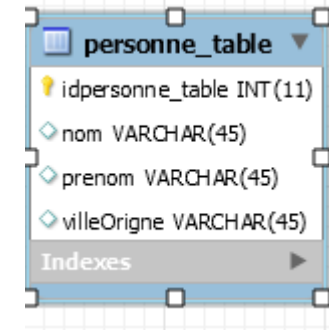 personne_table
idpersonne_table INT(11)
nom VARCHAR(45)
prenom VARCHAR(45)
villeOrigne VARCHAR(45)
Indexes